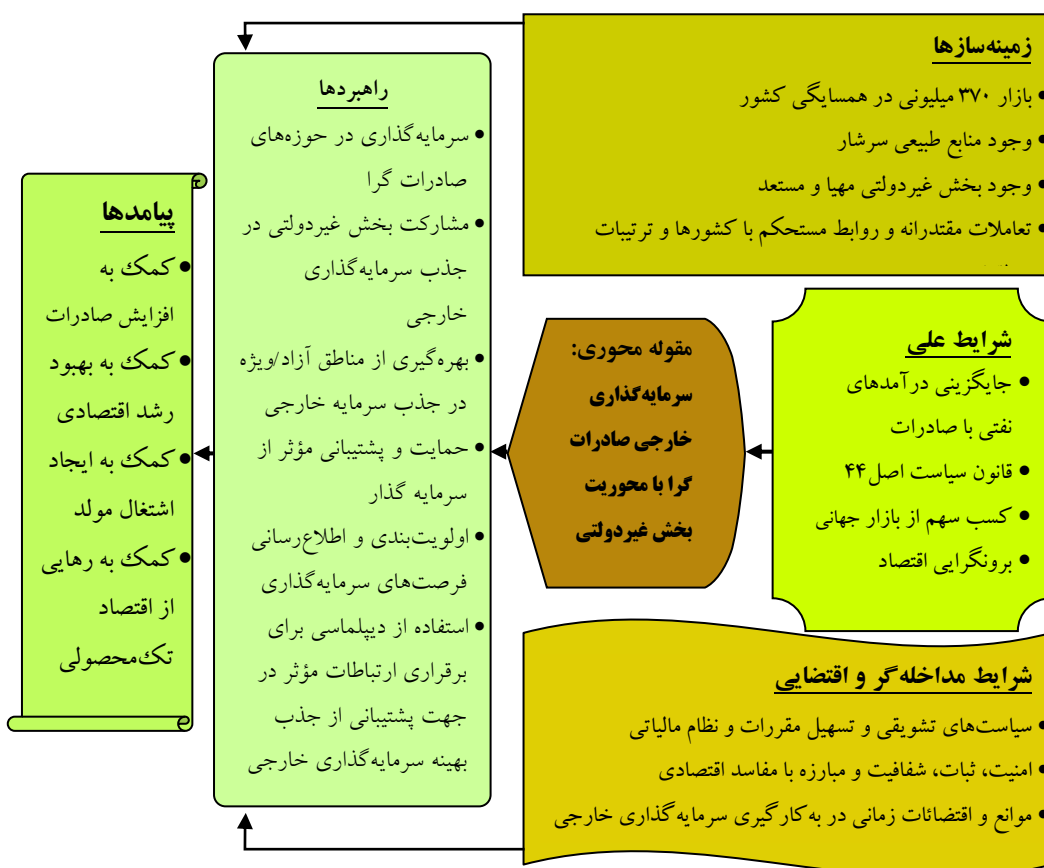 زمینه‌سازها
• بازار ۳۷۰ میلیونی در همسایگی کشور
• وجود منابع طبیعی سرشار
• وجود بخش غیردولتی مهیا و مستعد
• تعاملات مقتدرانه و روابط مستحکم با کشورها و ترتیبات
شرایط علی
• جایگزینی درآمدهای
نفتی با صادرات
• قانون سیاست اصل۴۴
• کسب سهم از بازار جهانی
• برونگرایی اقتصاد
شرایط مداخله‌گر و اقتضایی
• سیاست‌های تشویقی و تسهیل مقررات و نظام مالیاتی
• امنیت، ثبات، شفافیت و مبارزه با مفاسد اقتصادی
• موانع و اقتضائات زمانی در به‌کارگیری سرمایه‌گذاری خارجی
مقوله محوری:
سرمایه‌گذاری
خارجی صادرات
گرا با محوریت
بخش غیردولتی
راهبردها
• سرمایه‌گذاری در حوزه‌های
صادرات گرا
• مشارکت بخش غیردولتی در
جذب سرمایه‌گذاری
خارجی
• بهره‌گیری از مناطق آزاد/ویژه
در جذب سرمایه خارجی
• حمایت و پشتیبانی مؤثر از
سرمایه گذار
• اولویت‌بندی و اطلاع‌رسانی
فرصت‌های سرمایه‌گذاری
• استفاده از دیپلماسی برای
برقراری ارتباطات مؤثر در
جهت پشتیبانی از جذب
بهینه سرمایه‌گذاری خارجی
پیامدها
• کمک به
افزایش صادرات
• کمک به بهبود
رشد اقتصادی
• کمک به ایجاد
اشتغال مولد
• کمک به رهایی
از اقتصاد
تک‌محصولی